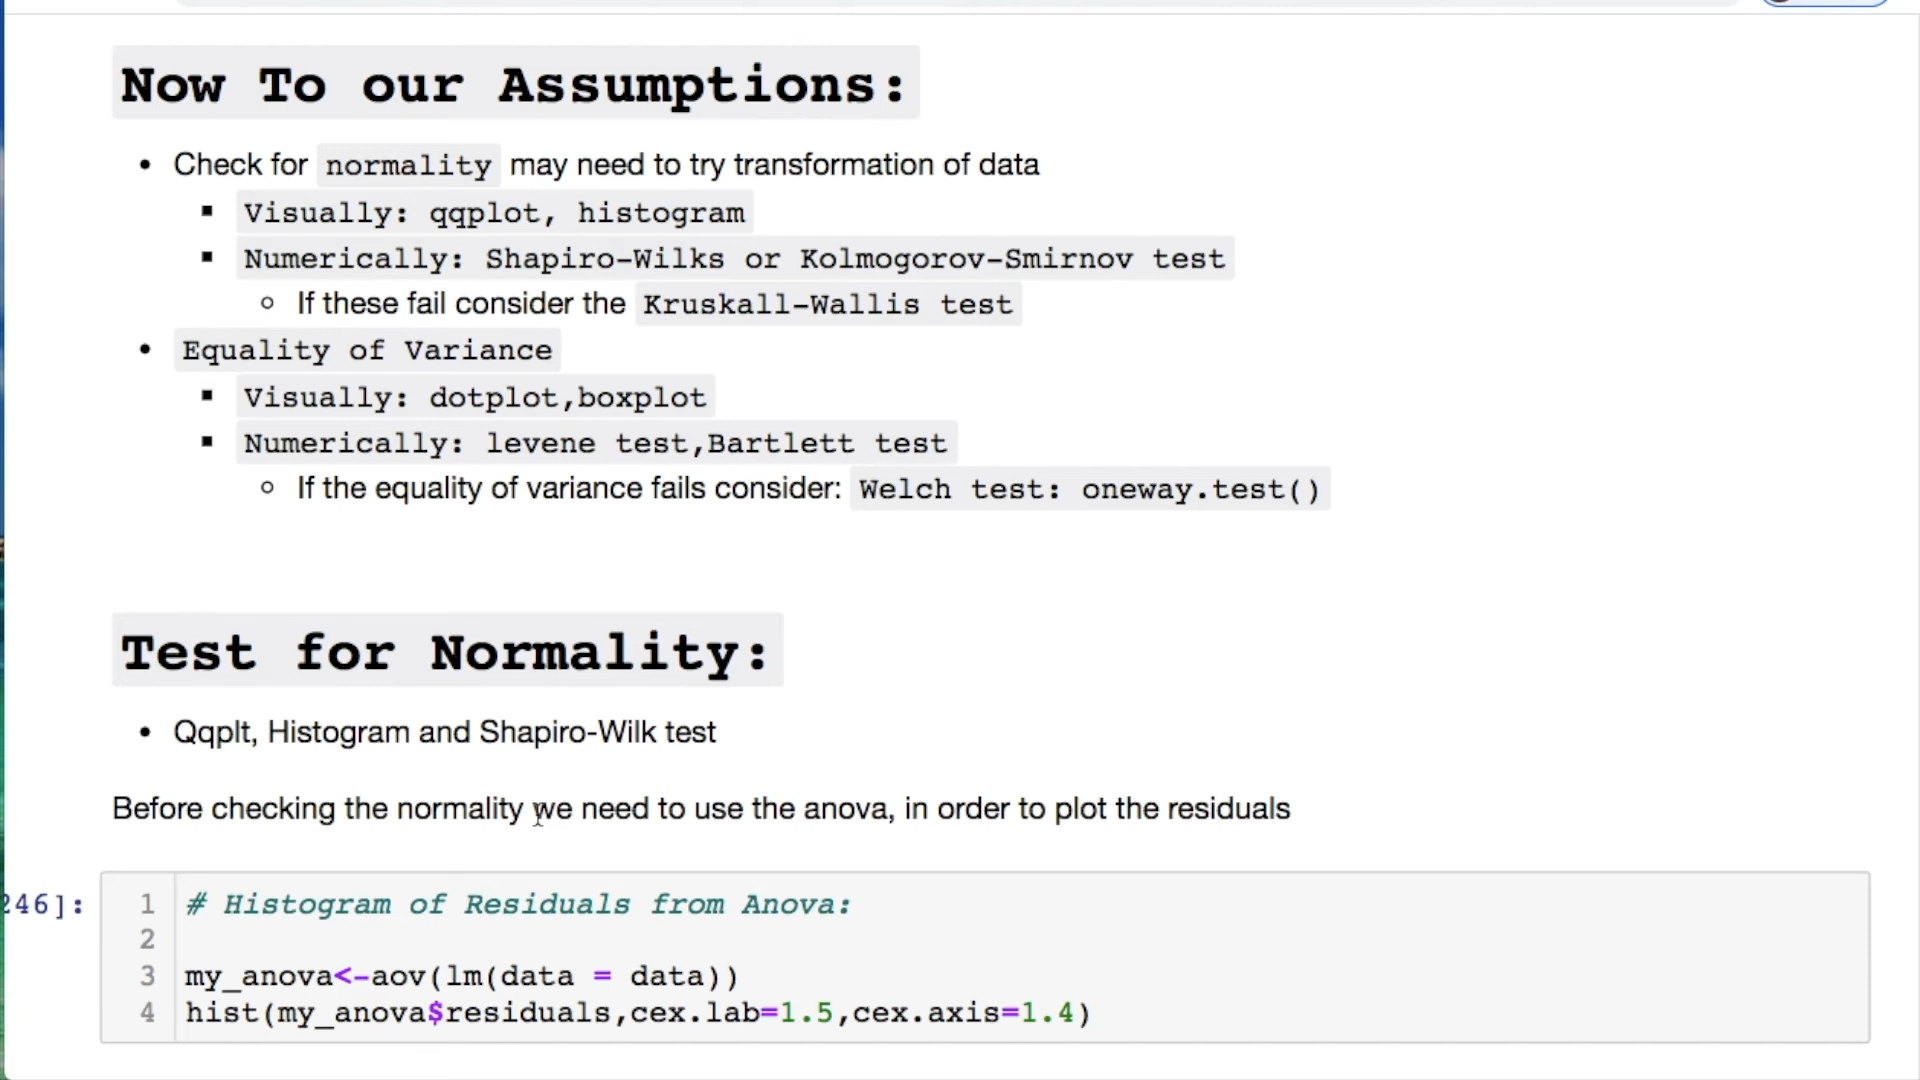 Now To our Assumptions:
Check for normality may need to try transformation of data
Visually: qqplot, histogram
Numerically: Shapiro-Wilks or Kolmogorov-Smirnov test
If these fail consider the Kruskall-Wallis test
Equality of Variance
Visually: dotplot,boxplot
Numerically: levene test,Bartlett test
If the equality of variance fails consider: Welch test: oneway.test()
Test for Normality:
Qqplt, Histogram and Shapiro-Wilk test
Before checking the normality we need to use the anova, in order to plot the residuals
246]:
1 # Histogram of Residuals from Anova:
2
3 my_anova<-aov(lm(data = data))
4 hist(my_anova$residuals,cex.lab=1.5,cex.axis=1.4)